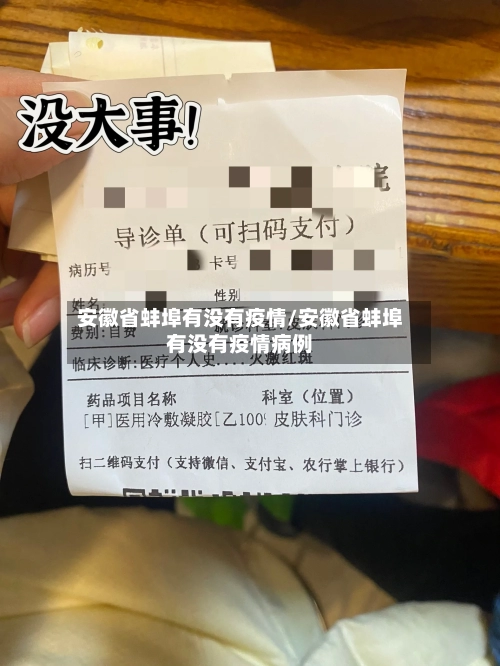 没大事!
院
导诊单（可扫码支付）
病历号
卡号
姓名:
性别
安徽省蚌埠有没有疫情/安徽省蚌埠
有没有疫情病例
费别:自费
临床诊断:医疗个人史....火激红斑
药品项目名称
科室（位置）
[甲]医用冷敷凝胶[乙100%
皮肤科门诊
扫二维码支付（支持微信、支付宝、农行掌上银行）